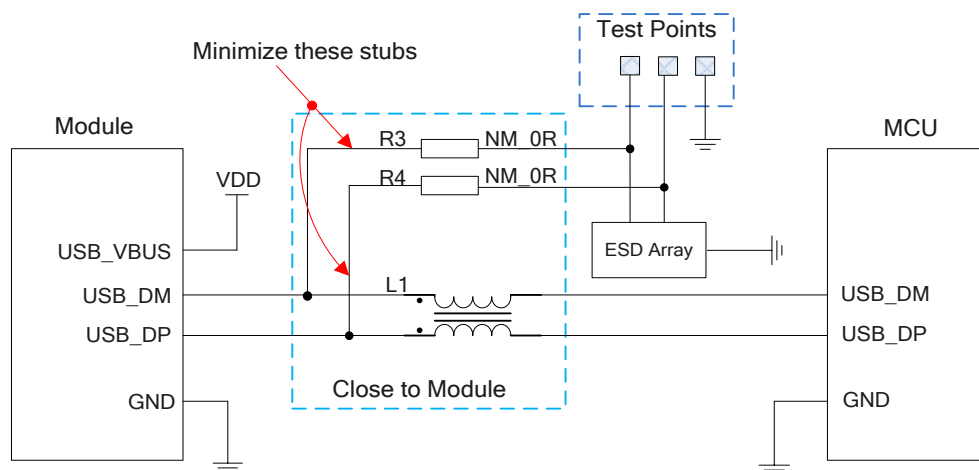 Test Points
Minimize these stubs
Module
MCU
R3
NM_0R
VDD
R4
NM_0R
USB_VBUS
ESD Array
USB_DM
L1
USB_DM
USB_DP
USB_DP
Close to Module
GND
GND